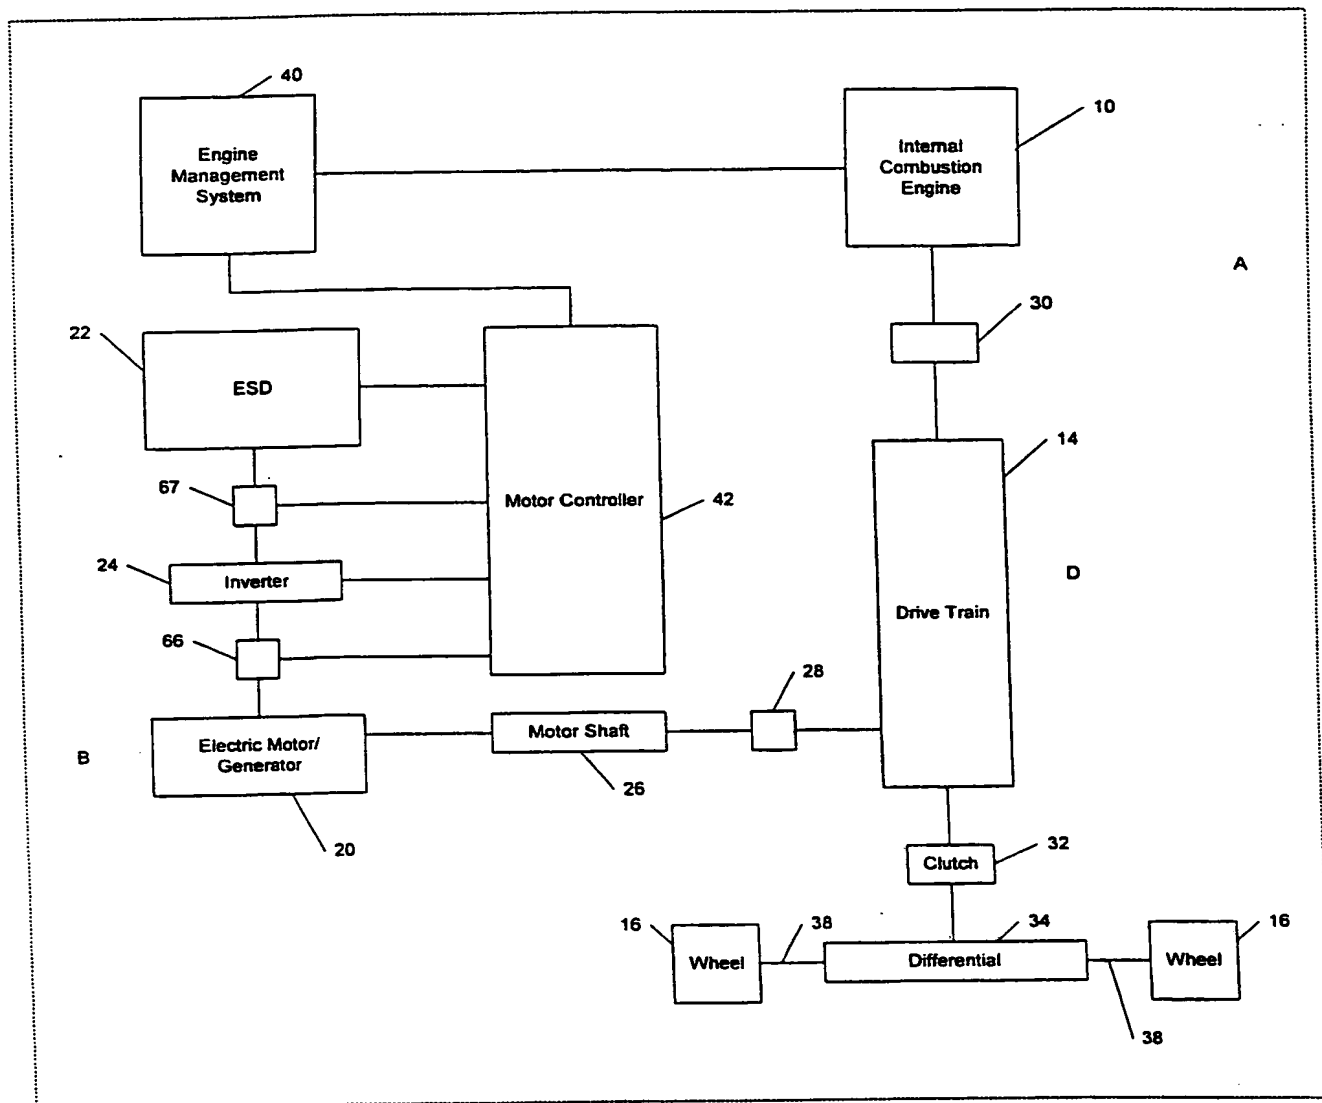 40
10
Engine
Management
System
Internal
Combustion
Engine
A
30
22
ESD
14
67
Motor Controller
42
24
Inverter
D
Drive Train
66
28
Motor Shaft
B
Electric Motor/
Generator
26
20
32
Clutch
16
38
34
16
Wheel
Differential
Wheel
38